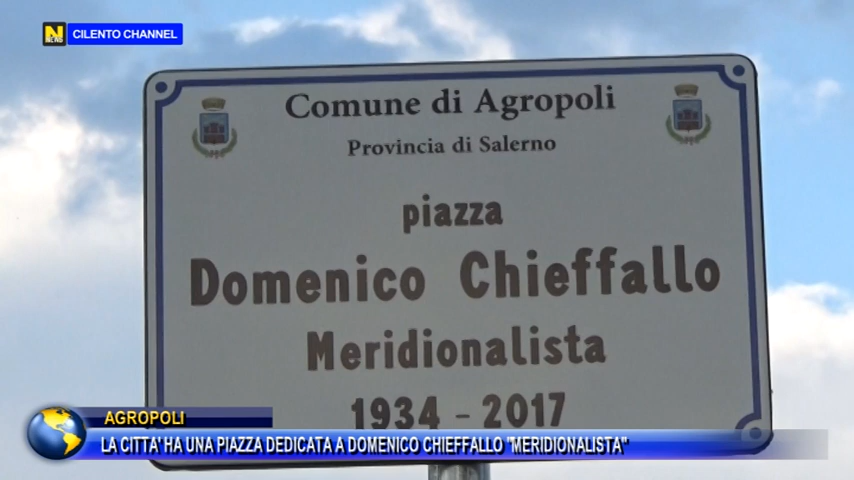 CILENTO CHANNEL
Comune di Agropoli
Provincia di Salerno
piazza
Domenico Chieffallo
Meridionalista
1934 - 2017
AGROPOLI
LA CITTA' HA UNA PIAZZA DEDICATA A DOMENICO CHIEFFALLO "MERIDIONALISTA"